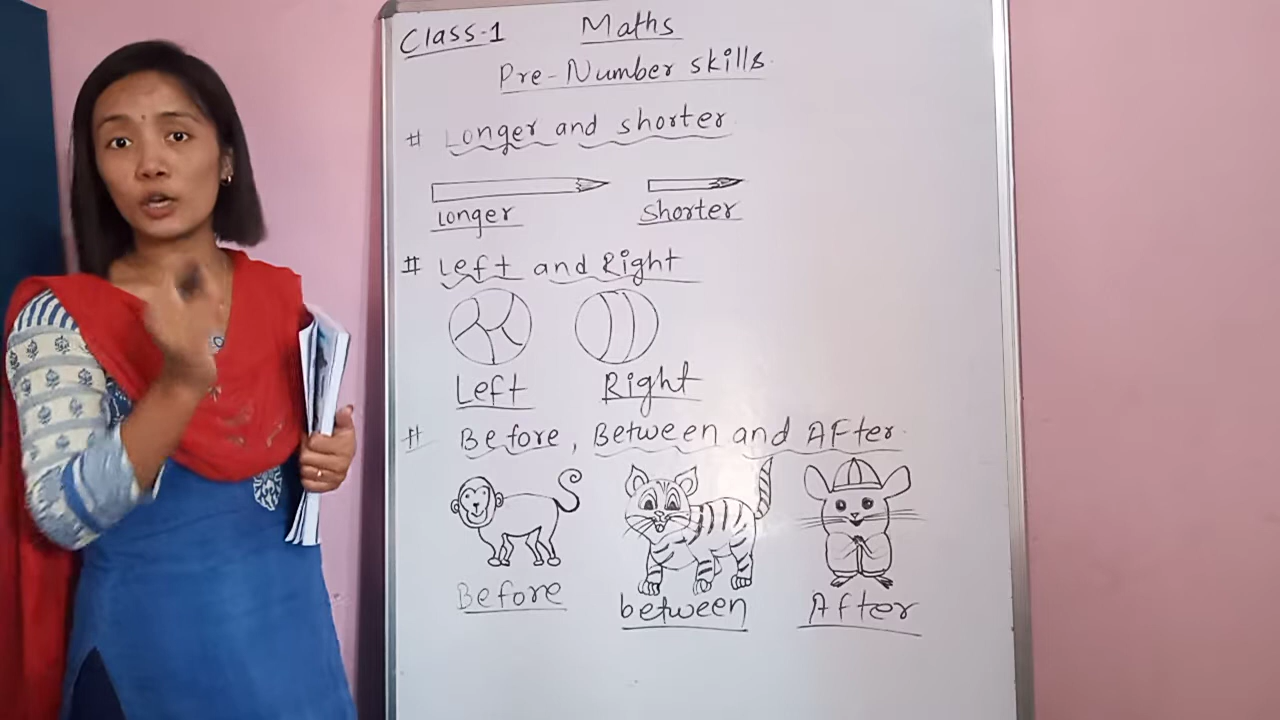 Class-1 Maths
Pre-Number skills.
# Longer and shorter
Longer shorter
# Left and Right
Left Right
# Before, Between and After.
Before between After